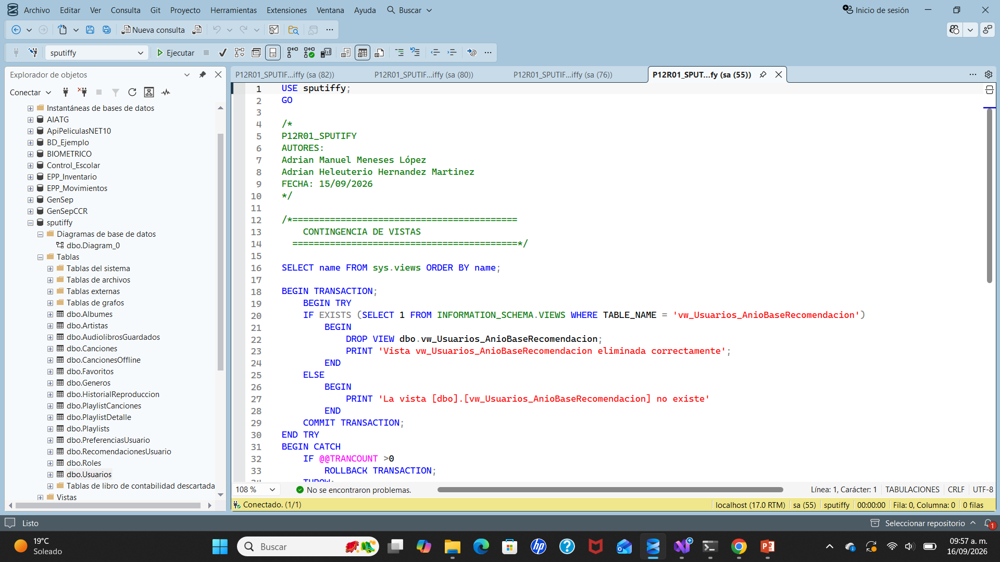 Archivo Editar Ver Consulta Git Proyecto Herramientas Extensiones Ventana Ayuda Buscar Inicio de sesión
Nueva consulta
sputiffy Ejecutar
Explorador de objetos
Conectar
Instantáneas de bases de datos
AIATG
ApiPeliculasNET10
BD_Ejemplo
BIOMETRICO
Control_Escolar
EPP_Inventario
EPP_Movimientos
GenSep
GenSepCCR
sputiffy
Diagramas de base de datos
dbo.Diagram_0
Tablas
Tablas del sistema
Tablas de archivos
Tablas externas
Tablas de grafos
dbo.Albumes
dbo.Artistas
dbo.AudiolibrosGuardados
dbo.Canciones
dbo.CancionesOffline
dbo.Favoritos
dbo.Generos
dbo.HistorialReproduccion
dbo.PlaylistCanciones
dbo.PlaylistDetalle
dbo.Playlists
dbo.PreferenciasUsuario
dbo.RecomendacionesUsuario
dbo.Roles
dbo.Usuarios
Tablas de libro de contabilidad descartada
Vistas
P12R01_SPUTIF...iffy (sa (82)) P12R01_SPUTIF...iffy (sa (80)) P12R01_SPUTIF...iffy (sa (76)) P12R01_SPUT...fy (sa (55))
1 USE sputiffy;
2 GO
3
4 /*
5 P12R01_SPUTIFY
6 AUTORES:
7 Adrian Manuel Meneses López
8 Adrian Heleuterio Hernandez Martinez
9 FECHA: 15/09/2026
10 */
11
12 /*==========================================
13 CONTINGENCIA DE VISTAS
14 ==========================================*/
15
16 SELECT name FROM sys.views ORDER BY name;
17
18 BEGIN TRANSACTION;
19 BEGIN TRY
20 IF EXISTS (SELECT 1 FROM INFORMATION_SCHEMA.VIEWS WHERE TABLE_NAME = 'vw_Usuarios_AnioBaseRecomendacion')
21 BEGIN
22 DROP VIEW dbo.vw_Usuarios_AnioBaseRecomendacion;
23 PRINT 'Vista vw_Usuarios_AnioBaseRecomendacion eliminada correctamente';
24 END
25 ELSE
26 BEGIN
27 PRINT 'La vista [dbo].[vw_Usuarios_AnioBaseRecomendacion] no existe'
28 END
29 COMMIT TRANSACTION;
30 END TRY
31 BEGIN CATCH
32 IF @@TRANCOUNT >0
33 ROLLBACK TRANSACTION;
108 % No se encontraron problemas. Línea: 1, Carácter: 1 TABULACIONES CRLF UTF-8
Conectado. (1/1) localhost (17.0 RTM) sa (55) sputiffy 00:00:00 Fila: 0, Columna: 0 0 filas
Listo Seleccionar repositorio 1
19°C
Soleado
Buscar
09:57 a. m.
16/09/2026